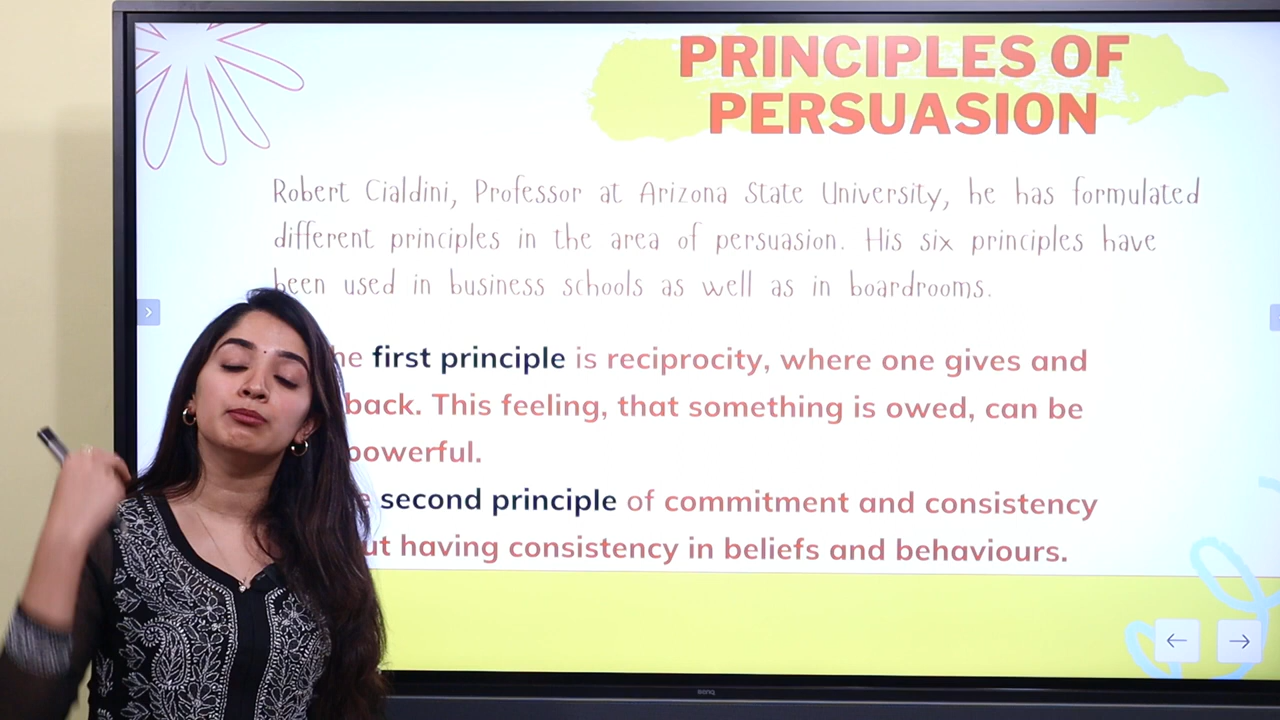 PRINCIPLES OF
PERSUASION
Robert Cialdini, Professor at Arizona State University, he has formulated
different principles in the area of persuasion. His six principles have
been used in business schools as well as in boardrooms.
first principle is reciprocity, where one gives and
back. This feeling, that something is owed, can be
powerful.
second principle of commitment and consistency
having consistency in beliefs and behaviours.
BenQ